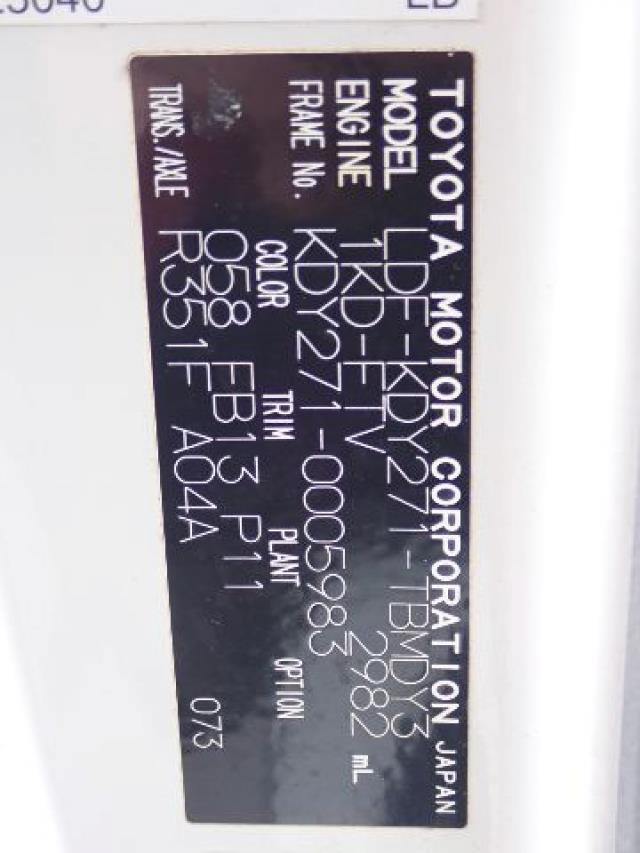 TOYOTA MOTOR CORPORATION JAPAN
MODEL LDF-KDY271-TBMDY3
ENGINE 1KD-FTV 2982 mL
FRAME No. KDY271-0005983
COLOR TRIM PLANT OPTION
058 FB13 P11
TRANS./AXLE R351F A04A 073